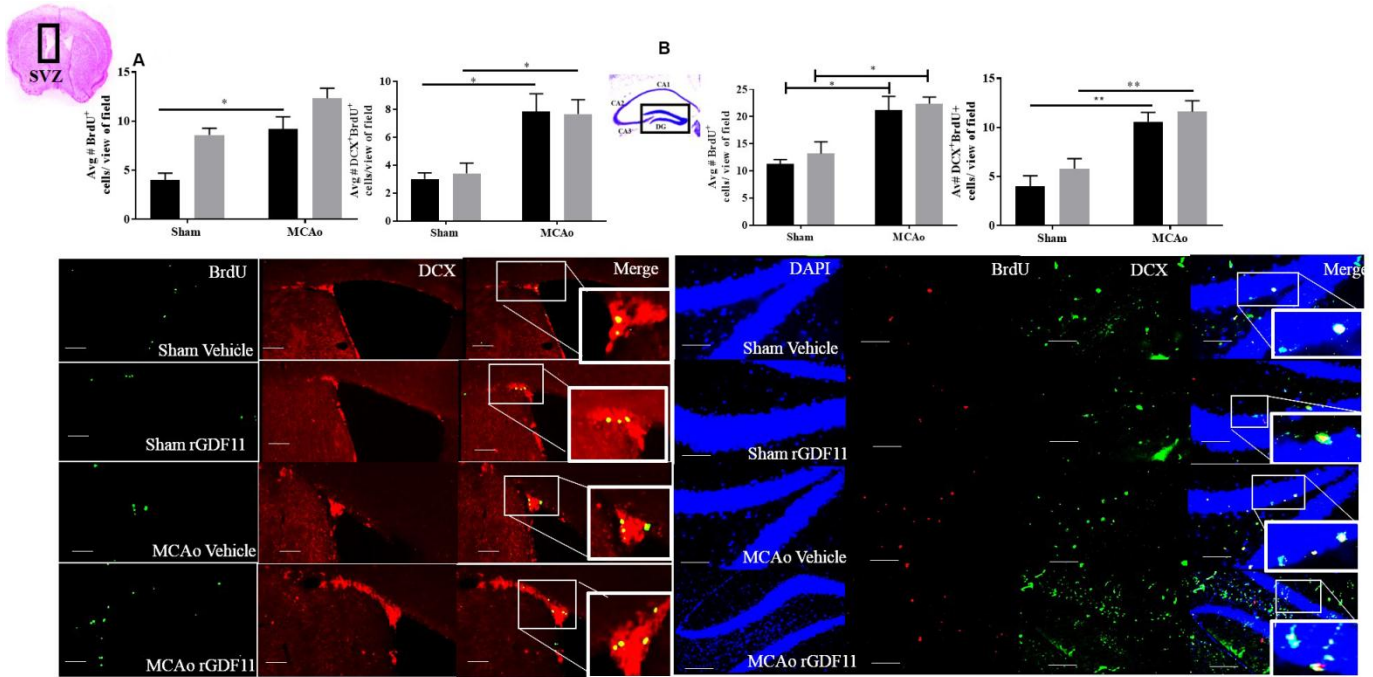 SVZ
A
Avg # BrdU+
cells/ view of field
15
10
5
0
*
Sham
MCAo
Avg # DCX+BrdU+
cells/view of field
10
8
6
4
2
0
*
*
Sham
MCAo
B
CA1
CA2
CA3
DG
Avg # BrdU+
cells/ view of field
25
20
15
10
5
0
*
*
Sham
MCAo
Av# DCX+BrdU+
cells/ view of field
15
10
5
0
**
**
Sham
MCAo
BrdU
DCX
Merge
Sham Vehicle
Sham rGDF11
MCAo Vehicle
MCAo rGDF11
DAPI
BrdU
DCX
Merge
Sham Vehicle
Sham rGDF11
MCAo Vehicle
MCAo rGDF11